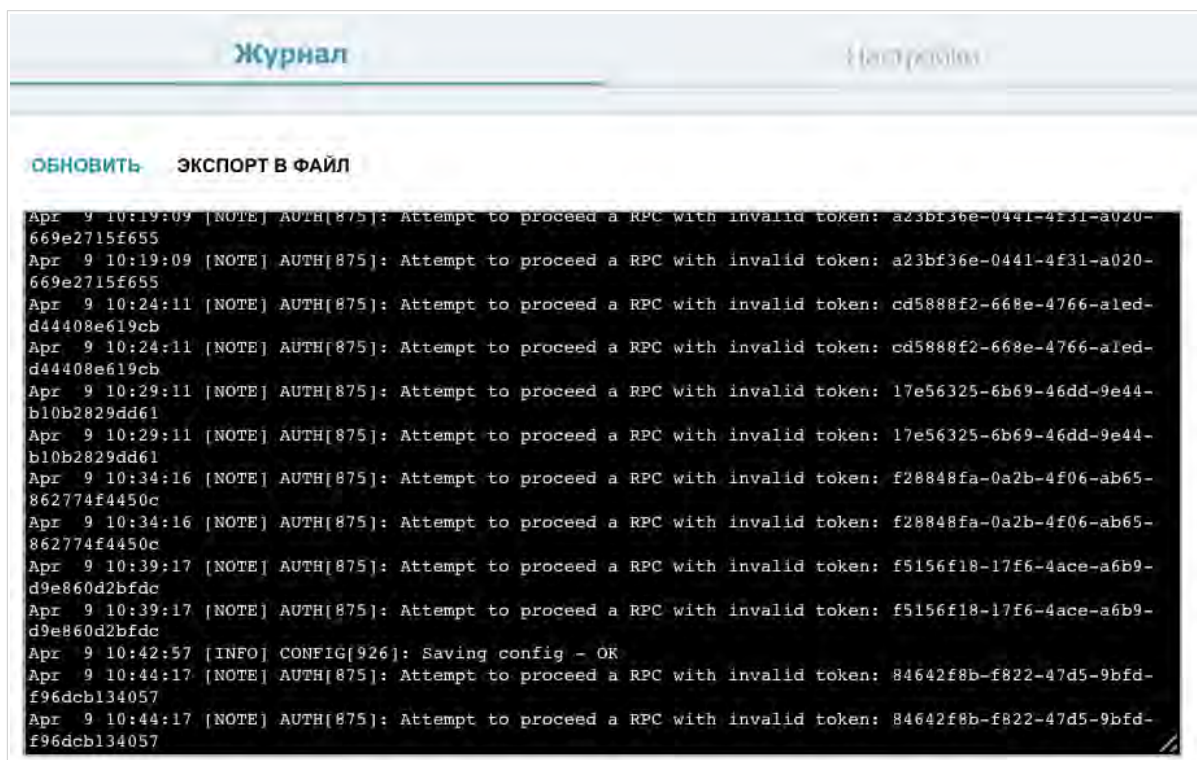 Журнал
Настройки
ОБНОВИТЬ ЭКСПОРТ В ФАЙЛ
Apr 9 10:19:09 [NOTE] AUTH[875]: Attempt to proceed a RPC with invalid token: a23bf36e-0441-4f31-a020-
669e2715f655
Apr 9 10:19:09 [NOTE] AUTH[875]: Attempt to proceed a RPC with invalid token: a23bf36e-0441-4f31-a020-
669e2715f655
Apr 9 10:24:11 [NOTE] AUTH[875]: Attempt to proceed a RPC with invalid token: cd5888f2-668e-4766-a1ed-
d44408e619cb
Apr 9 10:24:11 [NOTE] AUTH[875]: Attempt to proceed a RPC with invalid token: cd5888f2-668e-4766-a1ed-
d44408e619cb
Apr 9 10:29:11 [NOTE] AUTH[875]: Attempt to proceed a RPC with invalid token: 17e56325-6b69-46dd-9e44-
b10b2829dd61
Apr 9 10:29:11 [NOTE] AUTH[875]: Attempt to proceed a RPC with invalid token: 17e56325-6b69-46dd-9e44-
b10b2829dd61
Apr 9 10:34:16 [NOTE] AUTH[875]: Attempt to proceed a RPC with invalid token: f28848fa-0a2b-4f06-ab65-
862774f4450c
Apr 9 10:34:16 [NOTE] AUTH[875]: Attempt to proceed a RPC with invalid token: f28848fa-0a2b-4f06-ab65-
862774f4450c
Apr 9 10:39:17 [NOTE] AUTH[875]: Attempt to proceed a RPC with invalid token: f5156f18-17f6-4ace-a6b9-
d9e860d2bfdc
Apr 9 10:39:17 [NOTE] AUTH[875]: Attempt to proceed a RPC with invalid token: f5156f18-17f6-4ace-a6b9-
d9e860d2bfdc
Apr 9 10:42:57 [INFO] CONFIG[926]: Saving config - OK
Apr 9 10:44:17 [NOTE] AUTH[875]: Attempt to proceed a RPC with invalid token: 84642f8b-f822-47d5-9bfd-
f96dcb134057
Apr 9 10:44:17 [NOTE] AUTH[875]: Attempt to proceed a RPC with invalid token: 84642f8b-f822-47d5-9bfd-
f96dcb134057